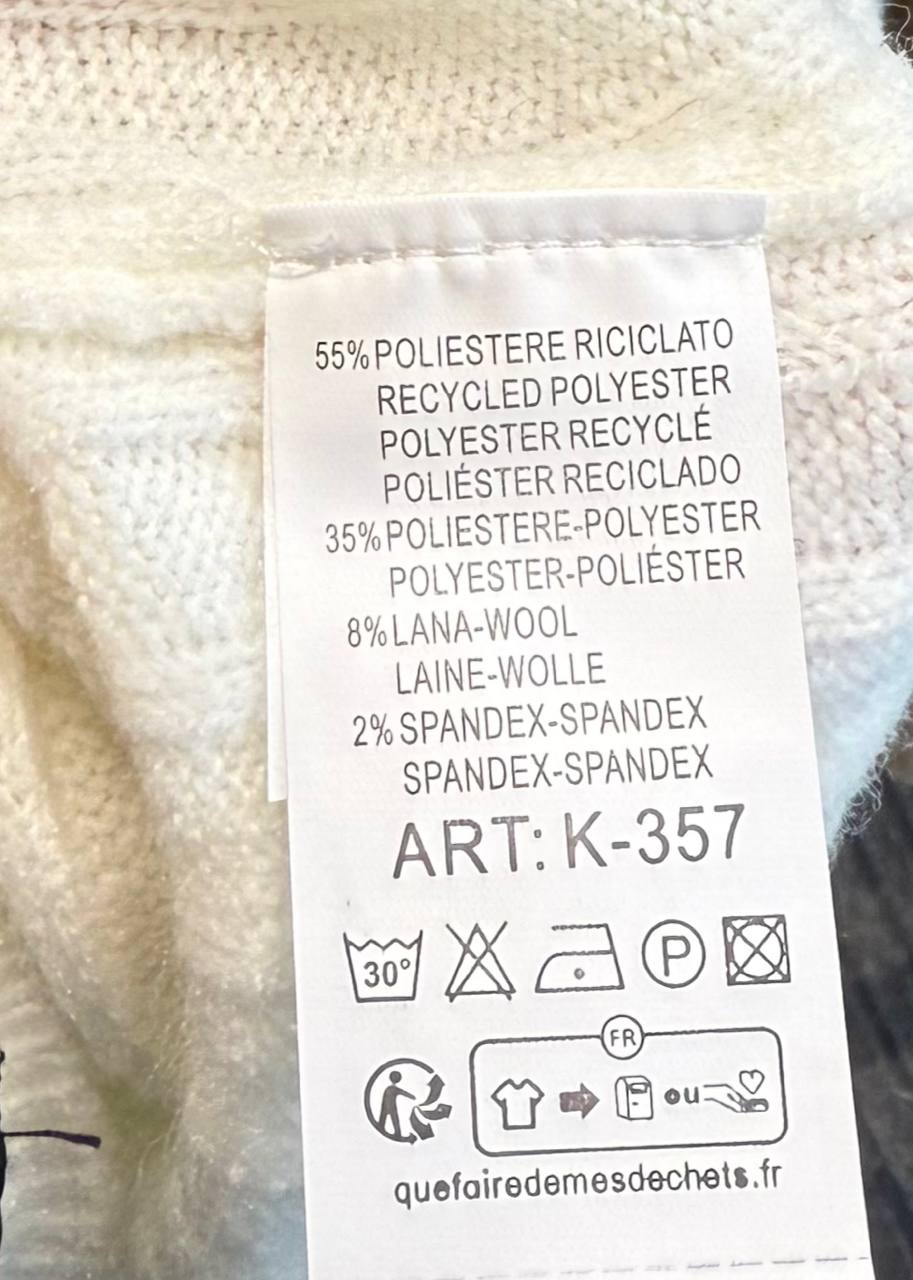 55% POLIESTERE RICICLATO
RECYCLED POLYESTER
POLYESTER RECYCLÉ
POLIÉSTER RECICLADO
35% POLIESTERE-POLYESTER
POLYESTER-POLIÉSTER
8% LANA-WOOL
LAINE-WOLLE
2% SPANDEX-SPANDEX
SPANDEX-SPANDEX
ART: K-357
30° P
FR
ou
quefairedemesdechets.fr